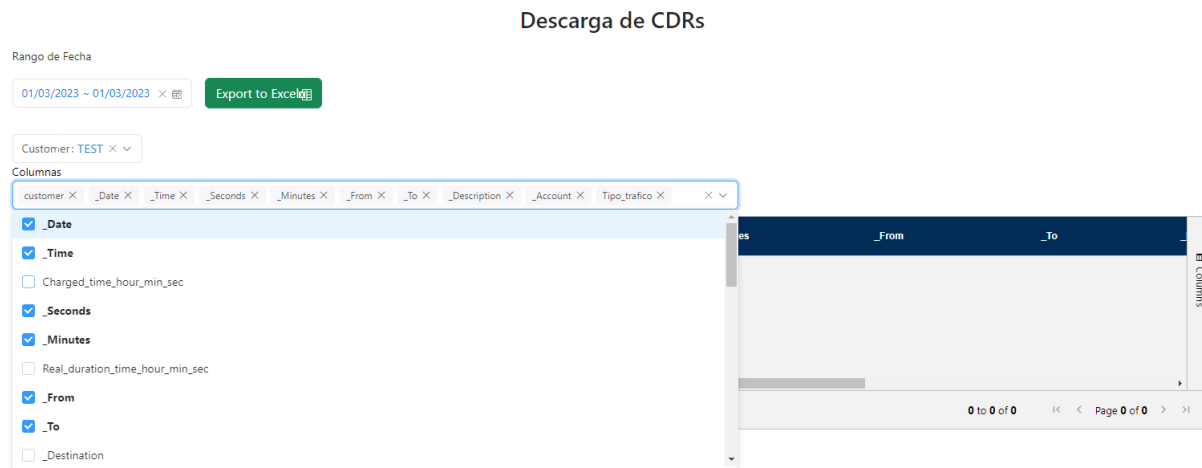 Descarga de CDRs
Rango de Fecha
01/03/2023 ~ 01/03/2023
Export to Excel
Customer: TEST
Columnas
customer _Date _Time _Seconds _Minutes _From _To _Description _Account Tipo_trafico
_Date
_Time
Charged_time_hour_min_sec
_Seconds
_Minutes
Real_duration_time_hour_min_sec
_From
_To
_Destination
es _From _To
Columns
0 to 0 of 0 Page 0 of 0